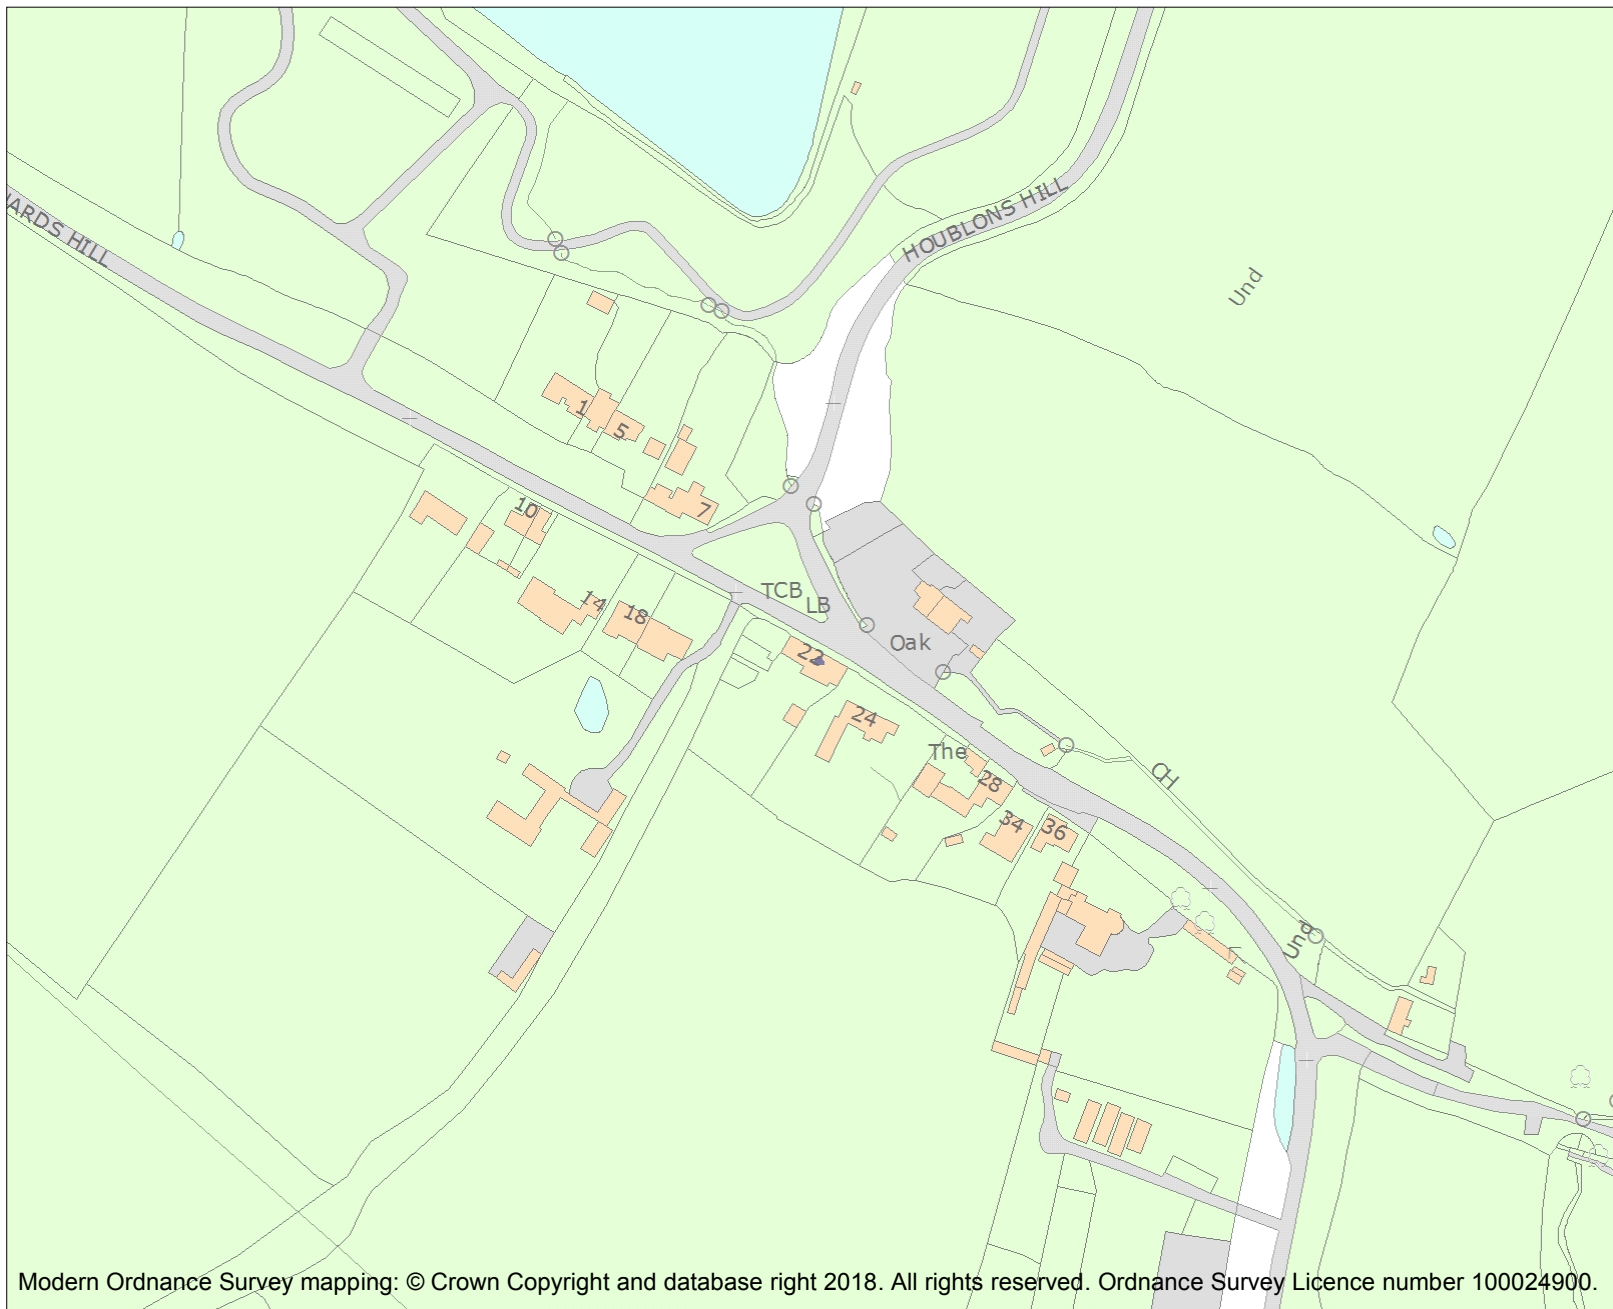 HOUBLONS HILL
WARDS HILL
Und
1
5
7
10
14
18
TCB
LB
Oak
22
24
The
28
34
36
CH
Und
Modern Ordnance Survey mapping: © Crown Copyright and database right 2018. All rights reserved. Ordnance Survey Licence number 100024900.